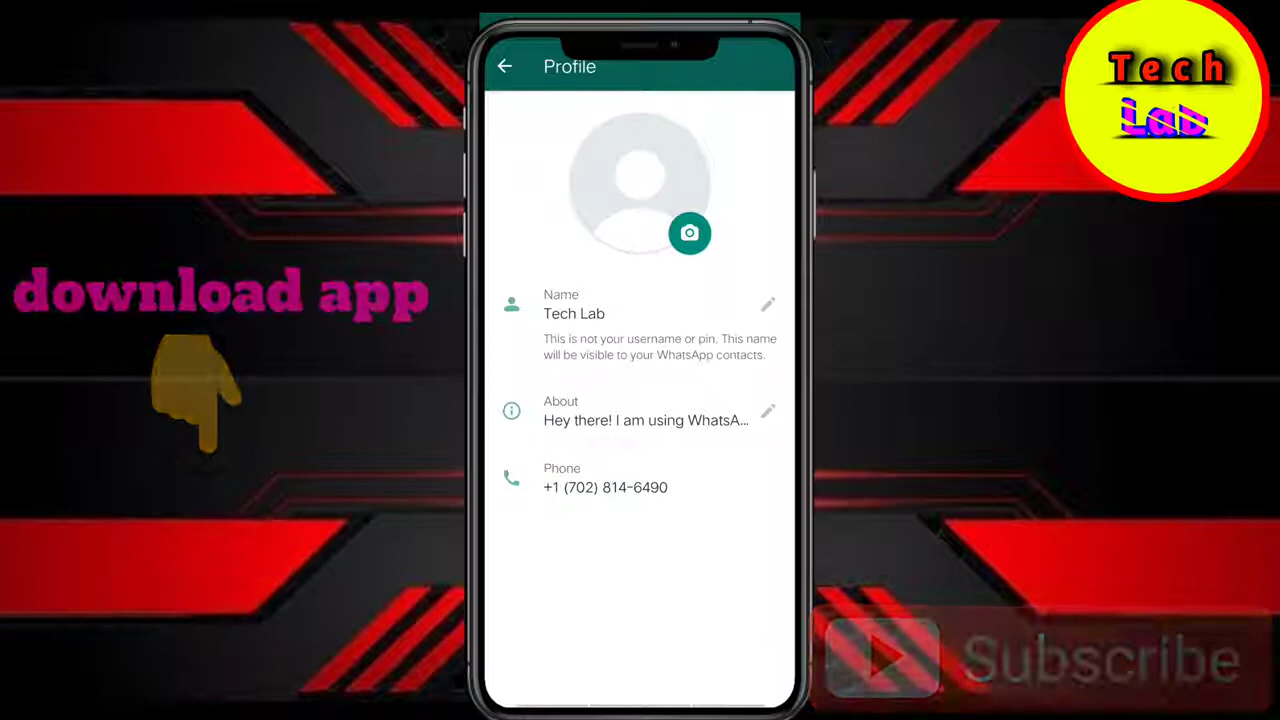 Profile
Tech
Lab
download app
Name
Tech Lab
This is not your username or pin. This name
will be visible to your WhatsApp contacts.
About
Hey there! I am using WhatsA...
Phone
+1 (702) 814-6490
Subscribe